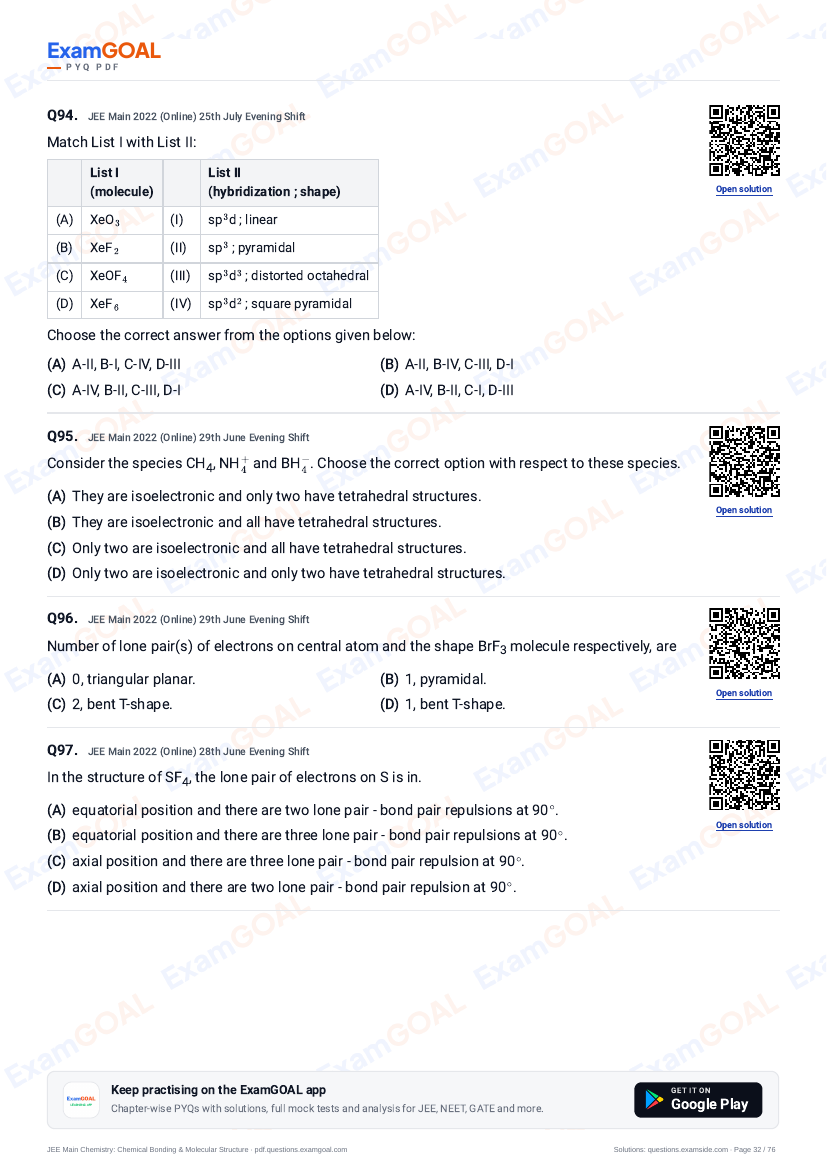 ExamGOAL
PYQ PDF
Q94. JEE Main 2022 (Online) 25th July Evening Shift
Match List I with List II:
List I (molecule) List II (hybridization ; shape)
(A) XeO₃ (I) sp³d ; linear
(B) XeF₂ (II) sp³ ; pyramidal
(C) XeOF₄ (III) sp³d³ ; distorted octahedral
(D) XeF₆ (IV) sp³d² ; square pyramidal
Choose the correct answer from the options given below:
(A) A-II, B-I, C-IV, D-III (B) A-II, B-IV, C-III, D-I
(C) A-IV, B-II, C-III, D-I (D) A-IV, B-II, C-I, D-III
Open solution
Q95. JEE Main 2022 (Online) 29th June Evening Shift
Consider the species CH₄, NH₄⁺ and BH₄⁻. Choose the correct option with respect to these species.
(A) They are isoelectronic and only two have tetrahedral structures.
(B) They are isoelectronic and all have tetrahedral structures.
(C) Only two are isoelectronic and all have tetrahedral structures.
(D) Only two are isoelectronic and only two have tetrahedral structures.
Open solution
Q96. JEE Main 2022 (Online) 29th June Evening Shift
Number of lone pair(s) of electrons on central atom and the shape BrF₃ molecule respectively, are
(A) 0, triangular planar. (B) 1, pyramidal.
(C) 2, bent T-shape. (D) 1, bent T-shape.
Open solution
Q97. JEE Main 2022 (Online) 28th June Evening Shift
In the structure of SF₄, the lone pair of electrons on S is in.
(A) equatorial position and there are two lone pair - bond pair repulsions at 90°.
(B) equatorial position and there are three lone pair - bond pair repulsions at 90°.
(C) axial position and there are three lone pair - bond pair repulsion at 90°.
(D) axial position and there are two lone pair - bond pair repulsion at 90°.
Open solution
ExamGOAL
Keep practising on the ExamGOAL app
Chapter-wise PYQs with solutions, full mock tests and analysis for JEE, NEET, GATE and more.
GET IT ON
Google Play
JEE Main Chemistry: Chemical Bonding & Molecular Structure · pdf.questions.examgoal.com
Solutions: questions.examside.com · Page 32 / 76